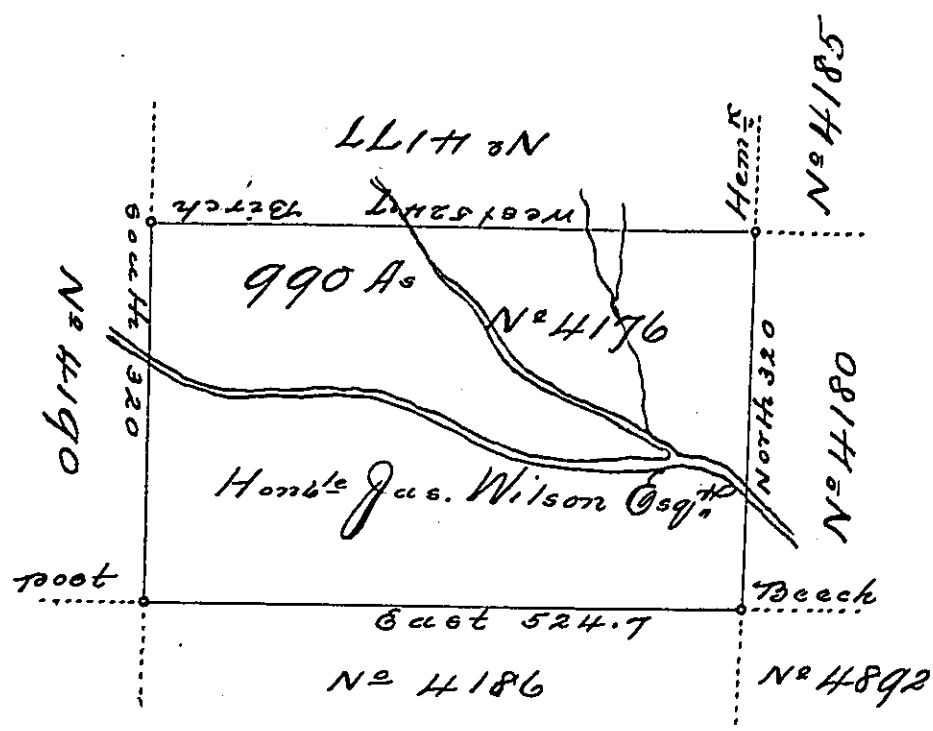 No 4185
Hemk
No 4177
Birch
West 524.7
South 320
990 As
No 4176
No 4190
North 320
No 4180
Honble Jas. Wilson Esqr
Post
Beech
East 524.7
No 4186
No 4892